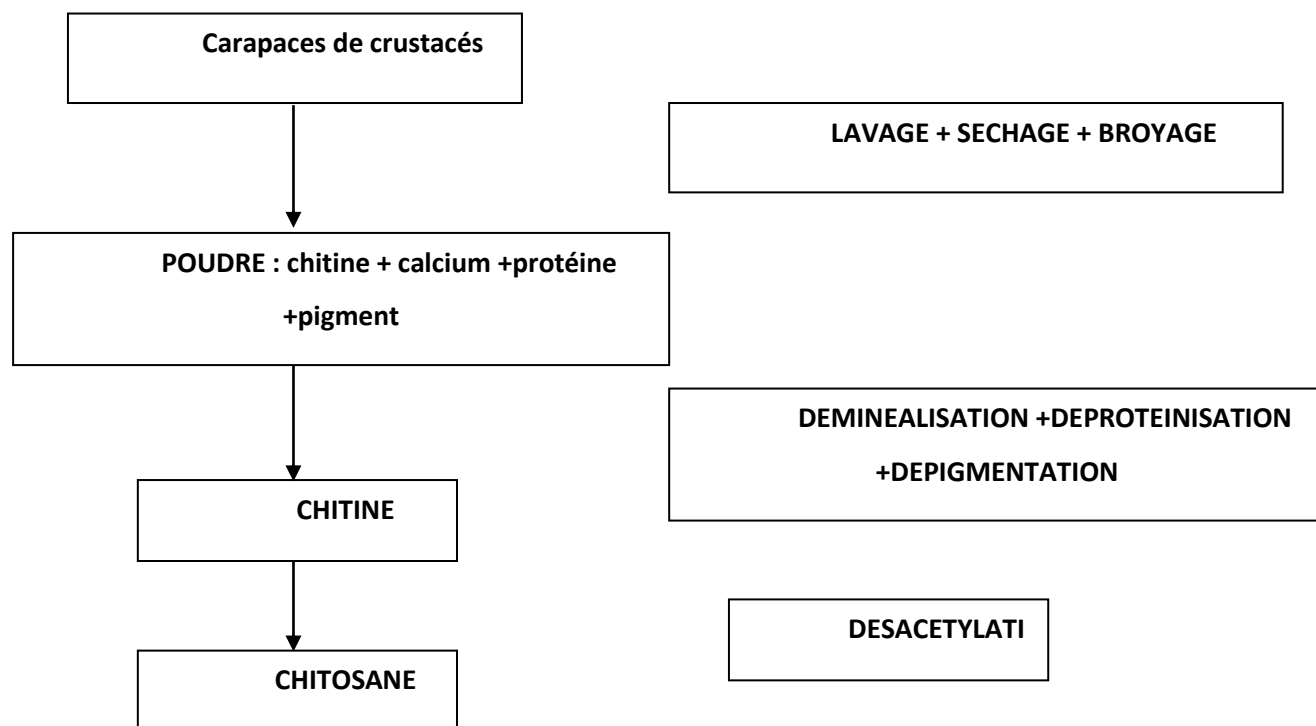 Carapaces de crustacés
LAVAGE + SECHAGE + BROYAGE
POUDRE : chitine + calcium +protéine
+pigment
DEMINEALISATION +DEPROTEINISATION
+DEPIGMENTATION
CHITINE
DESACETYLATI
CHITOSANE